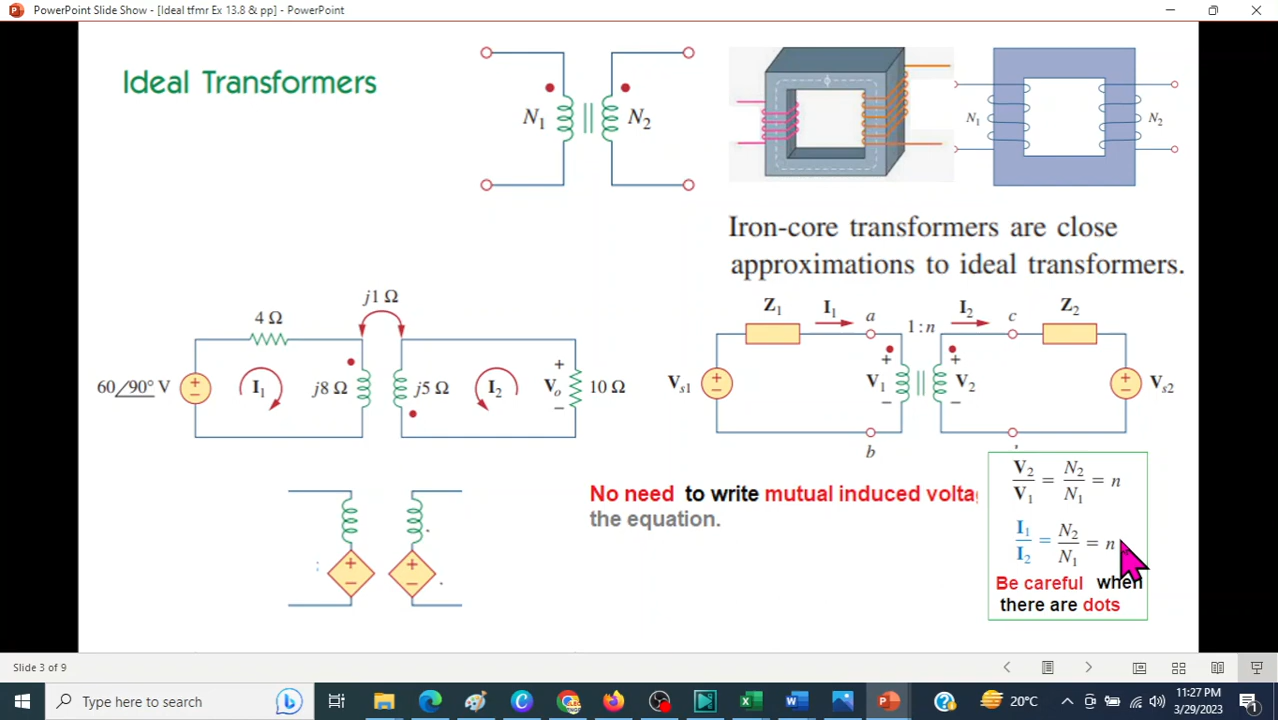 PowerPoint Slide Show - [Ideal tfmr Ex 13.8 & pp] - PowerPoint
Ideal Transformers
N1
N2
ϕ
N1
N2
Iron-core transformers are close
approximations to ideal transformers.
j1 Ω
4 Ω
60/90° V
+
−
I1
j8 Ω
j5 Ω
I2
+
Vo
−
10 Ω
Z1
I1
a
1 : n
I2
c
Z2
Vs1
+
−
+
V1
−
+
V2
−
+
−
Vs2
b
V2/V1 = N2/N1 = n
I1/I2 = N2/N1 = n
Be careful when
there are dots
No need to write mutual induced volta
the equation.
+
−
+
−
Slide 3 of 9
Type here to search
20°C
11:27 PM
3/29/2023
1